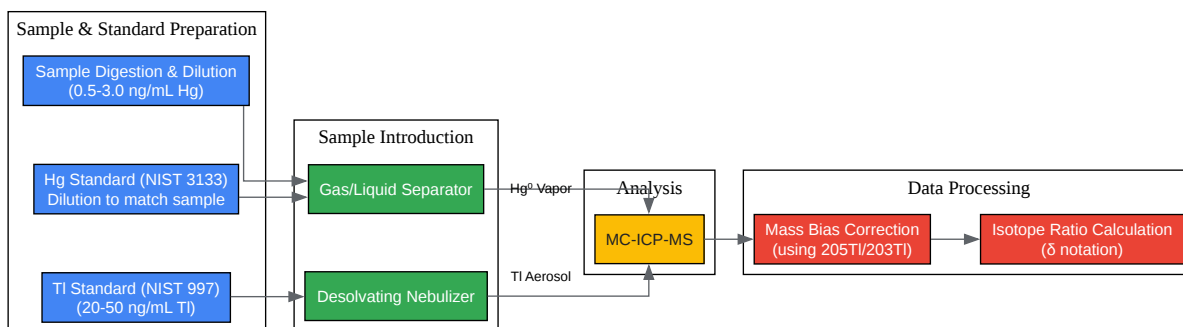 Sample & Standard Preparation
Sample Digestion & Dilution
(0.5-3.0 ng/mL Hg)
Hg Standard (NIST 3133)
Dilution to match sample
Tl Standard (NIST 997)
(20-50 ng/mL Tl)
Sample Introduction
Gas/Liquid Separator
Desolvating Nebulizer
Hg⁰ Vapor
Tl Aerosol
Analysis
MC-ICP-MS
Data Processing
Mass Bias Correction
(using 205Tl/203Tl)
Isotope Ratio Calculation
(δ notation)